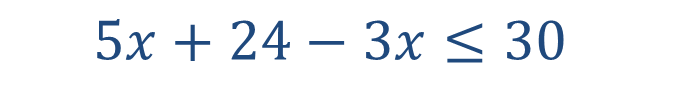 5x + 24 − 3x ≤ 30